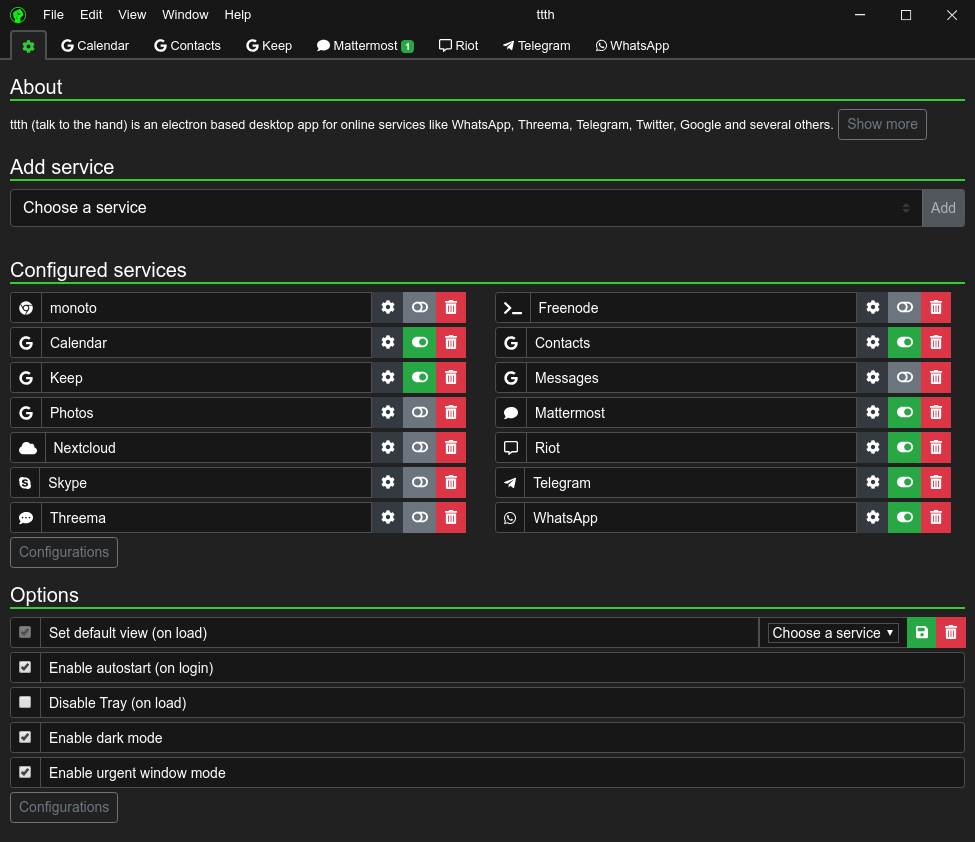 File Edit View Window Help ttth
Calendar Contacts Keep Mattermost 1 Riot Telegram WhatsApp
About
ttth (talk to the hand) is an electron based desktop app for online services like WhatsApp, Threema, Telegram, Twitter, Google and several others. Show more
Add service
Choose a service Add
Configured services
monoto Freenode
Calendar Contacts
Keep Messages
Photos Mattermost
Nextcloud Riot
Skype Telegram
Threema WhatsApp
Configurations
Options
Set default view (on load) Choose a service
Enable autostart (on login)
Disable Tray (on load)
Enable dark mode
Enable urgent window mode
Configurations